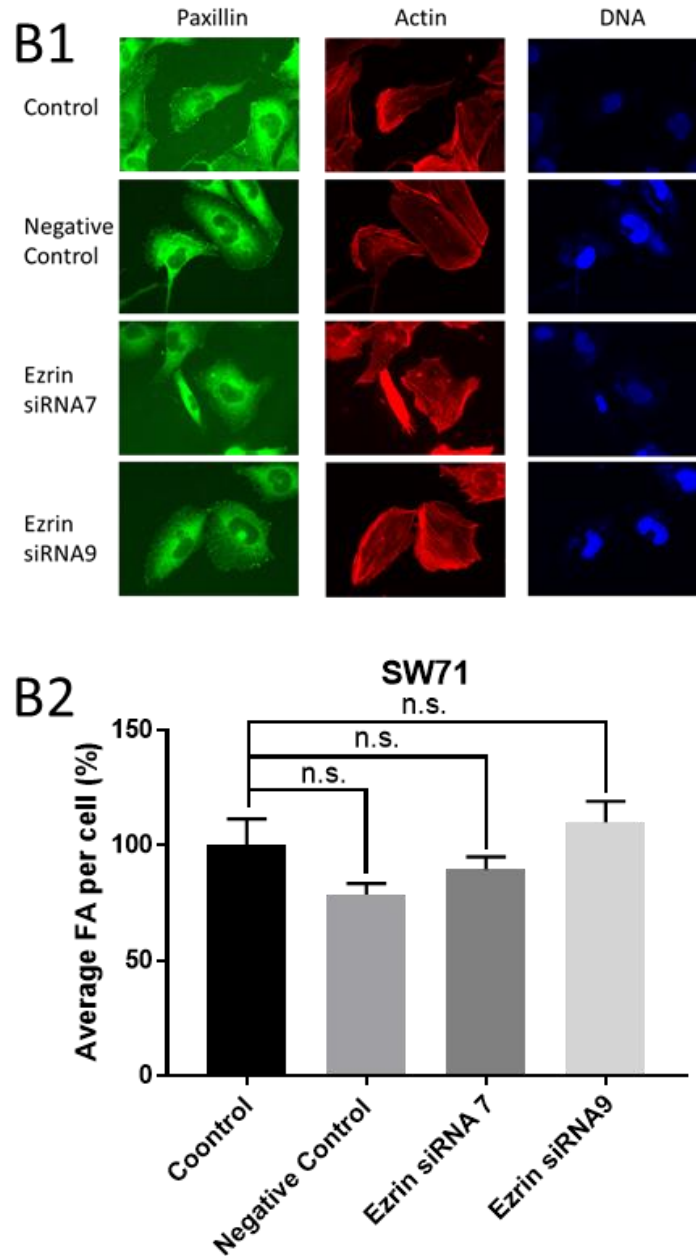 B1
Paxillin Actin DNA
Control
Negative
Control
Ezrin
siRNA7
Ezrin
siRNA9
B2
SW71
n.s.
n.s.
n.s.
Average FA per cell (%)
150
100
50
0
Coontrol
Negative Control
Ezrin siRNA 7
Ezrin siRNA9